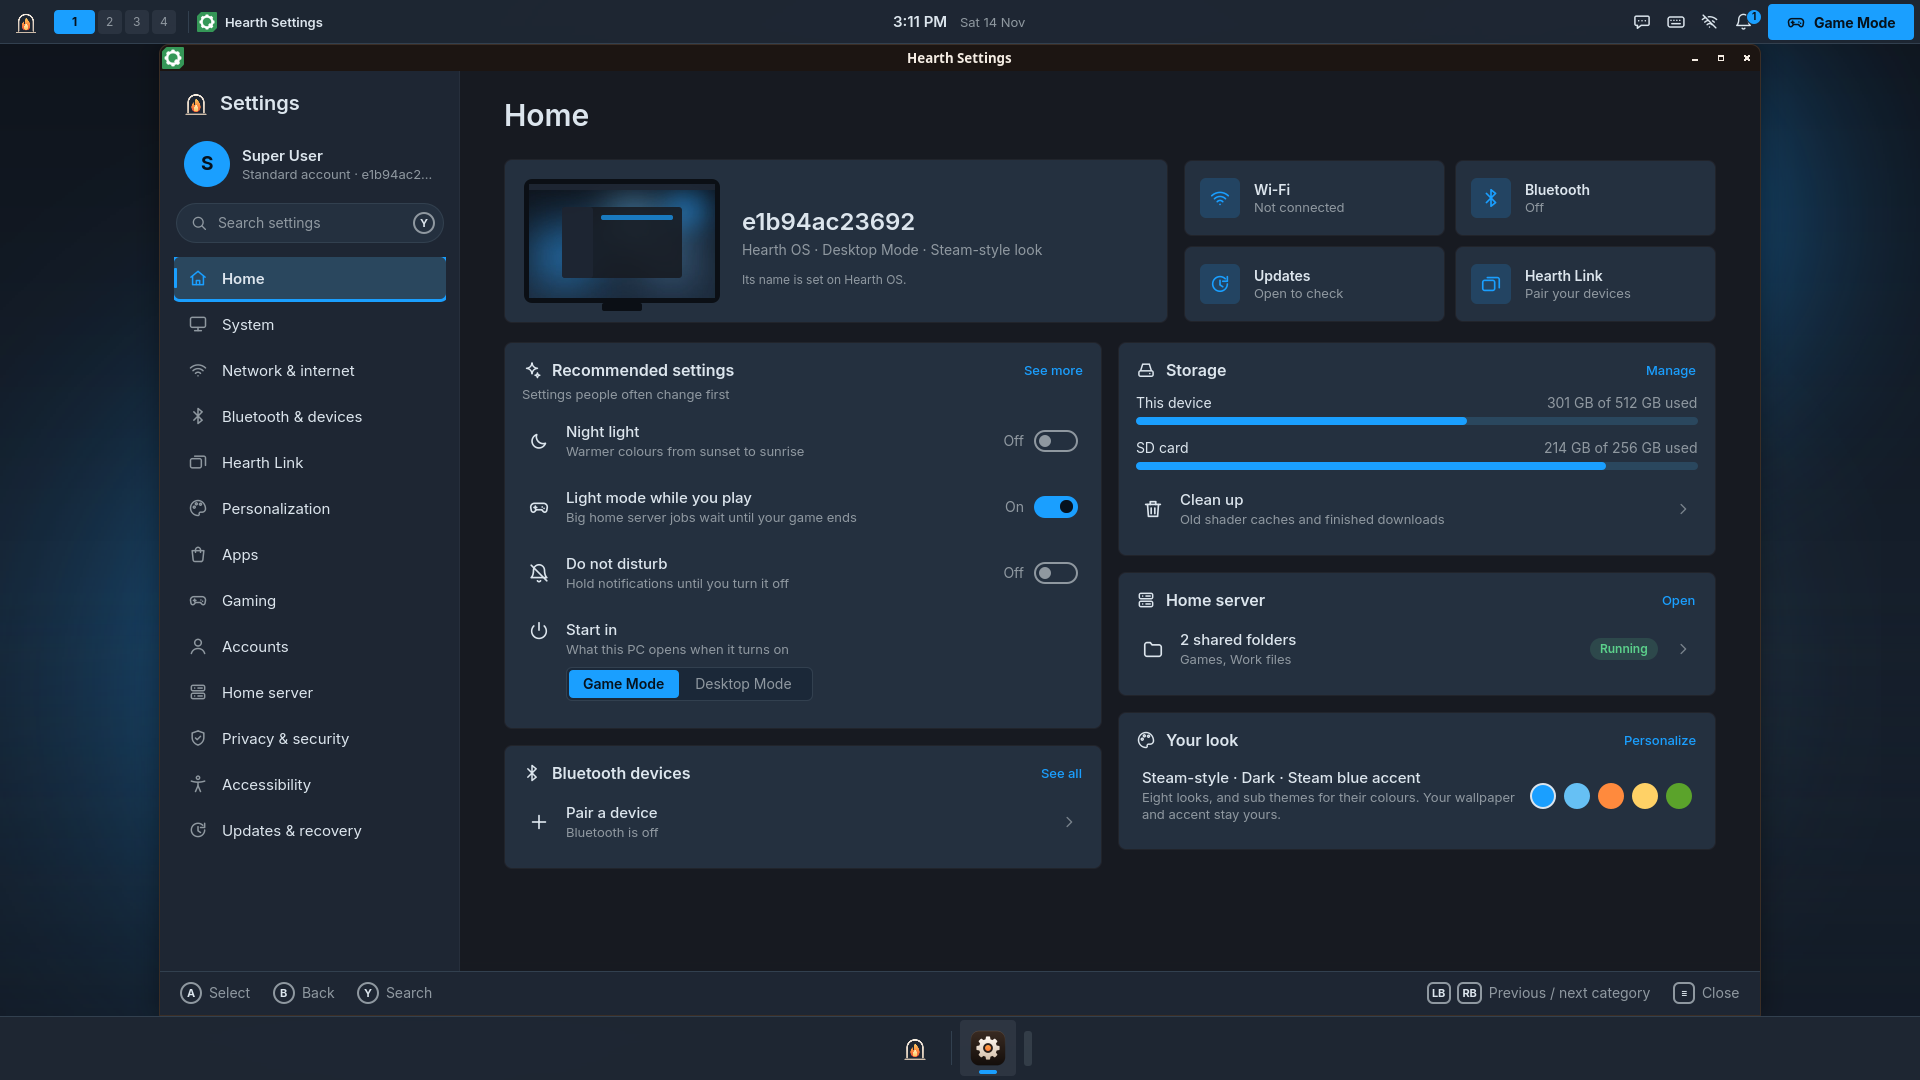 1 2 3 4 Hearth Settings
3:11 PM Sat 14 Nov
1
Game Mode
Hearth Settings
Settings
S
Super User
Standard account · e1b94ac2...
Search settings Y
Home
System
Network & internet
Bluetooth & devices
Hearth Link
Personalization
Apps
Gaming
Accounts
Home server
Privacy & security
Accessibility
Updates & recovery
Home
e1b94ac23692
Hearth OS · Desktop Mode · Steam-style look
Its name is set on Hearth OS.
Wi-Fi
Not connected
Bluetooth
Off
Updates
Open to check
Hearth Link
Pair your devices
Recommended settings See more
Settings people often change first
Night light
Warmer colours from sunset to sunrise
Off
Light mode while you play
Big home server jobs wait until your game ends
On
Do not disturb
Hold notifications until you turn it off
Off
Start in
What this PC opens when it turns on
Game Mode Desktop Mode
Bluetooth devices See all
Pair a device
Bluetooth is off
Storage Manage
This device 301 GB of 512 GB used
SD card 214 GB of 256 GB used
Clean up
Old shader caches and finished downloads
Home server Open
2 shared folders
Games, Work files
Running
Your look Personalize
Steam-style · Dark · Steam blue accent
Eight looks, and sub themes for their colours. Your wallpaper
and accent stay yours.
A Select B Back Y Search
LB RB Previous / next category Close